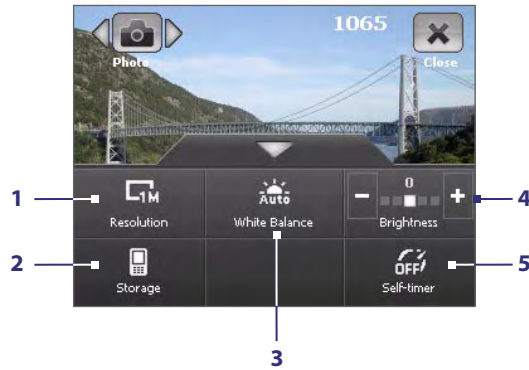 1065
Photo
Close
1M
Auto
0
− +
Resolution
White Balance
Brightness
OFF
Storage
Self-timer
1
2
3
4
5